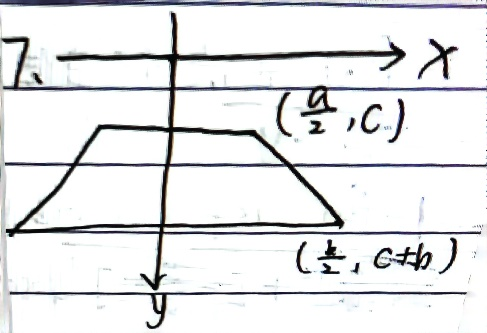 7.
x
(a/2, c)
(k/2, c+b)
y